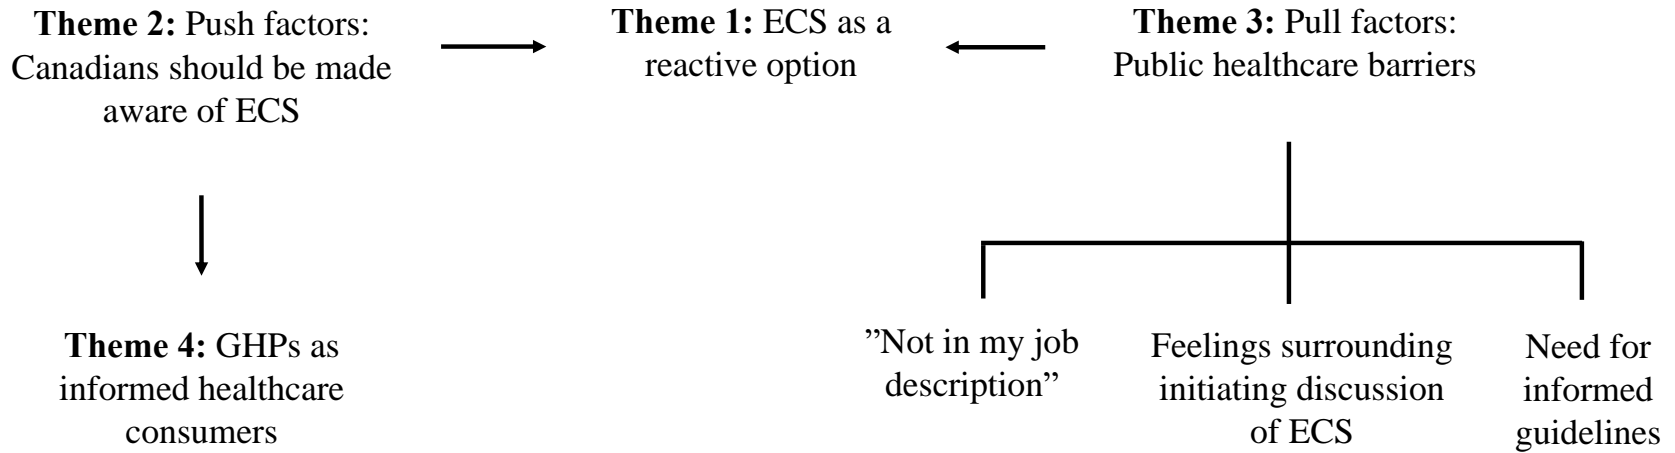 Theme 2: Push factors:
Canadians should be made
aware of ECS
Theme 1: ECS as a
reactive option
Theme 3: Pull factors:
Public healthcare barriers
Theme 4: GHPs as
informed healthcare
consumers
”Not in my job
description”
Feelings surrounding
initiating discussion
of ECS
Need for
informed
guidelines